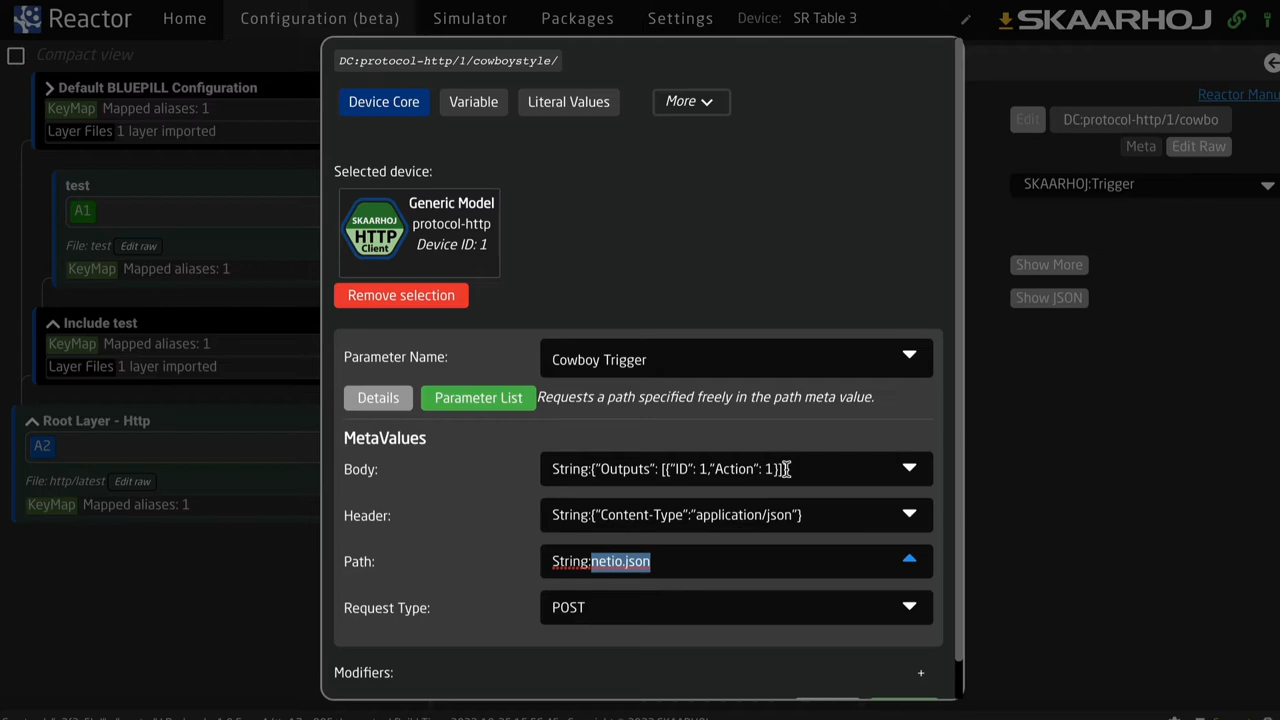 Reactor Home Configuration (beta) Simulator Packages Settings Device: SR Table 3 SKAARHOJ
Compact view
Default BLUEPILL Configuration
KeyMap Mapped aliases: 1
Layer Files 1 layer imported
test
A1
File: test Edit raw
KeyMap Mapped aliases: 1
Include test
KeyMap Mapped aliases: 1
Layer Files 1 layer imported
Root Layer - Http
A2
File: http/latest Edit raw
KeyMap Mapped aliases: 1
DC:protocol-http/1/cowboystyle/
Device Core Variable Literal Values More
Selected device:
SKAARHOJ
HTTP
Client
Generic Model
protocol-http
Device ID: 1
Remove selection
Parameter Name: Cowboy Trigger
Details Parameter List Requests a path specified freely in the path meta value.
MetaValues
Body: String:{"Outputs": [{"ID": 1,"Action": 1}]}
Header: String:{"Content-Type":"application/json"}
Path: String:netio.json
Request Type: POST
Modifiers: +
Reactor Manu
Edit DC:protocol-http/1/cowbo
Meta Edit Raw
SKAARHOJ:Trigger
Show More
Show JSON